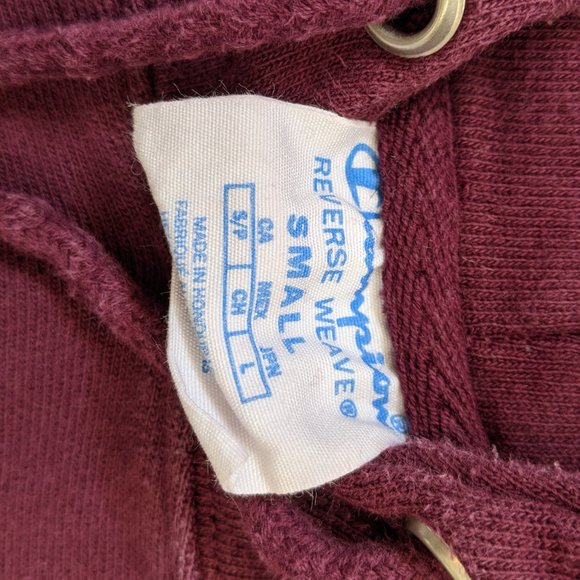 Champion
REVERSE WEAVE®
SMALL
CA MEX JPN
S/P CH L
MADE IN HONDURAS